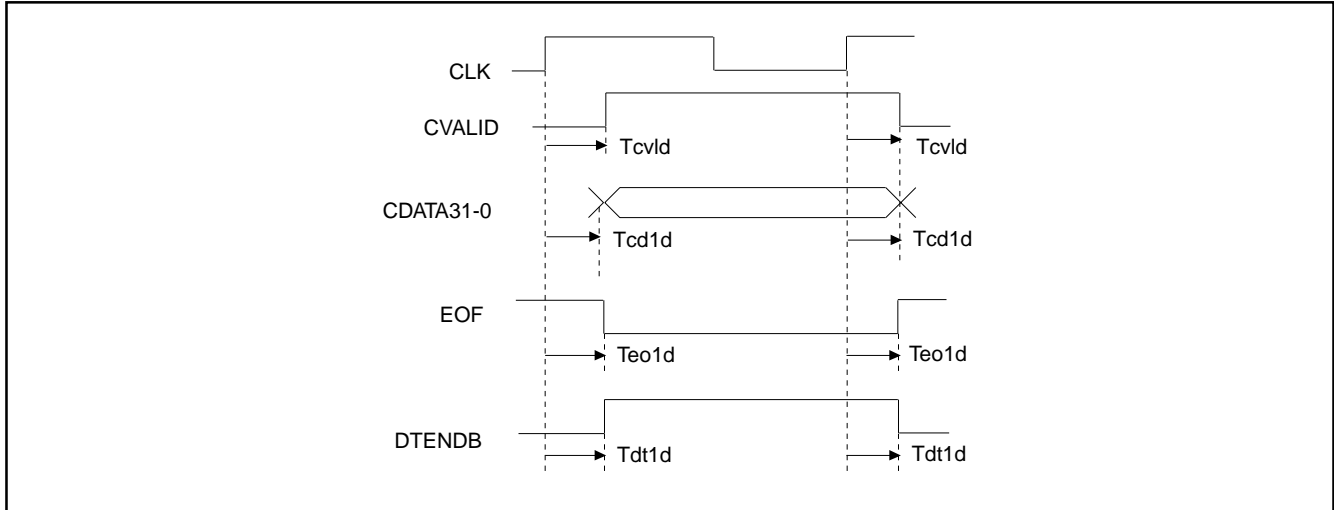 CLK
CVALID
Tcvld Tcvld
CDATA31-0
Tcd1d Tcd1d
EOF
Teo1d Teo1d
DTENDB
Tdt1d Tdt1d